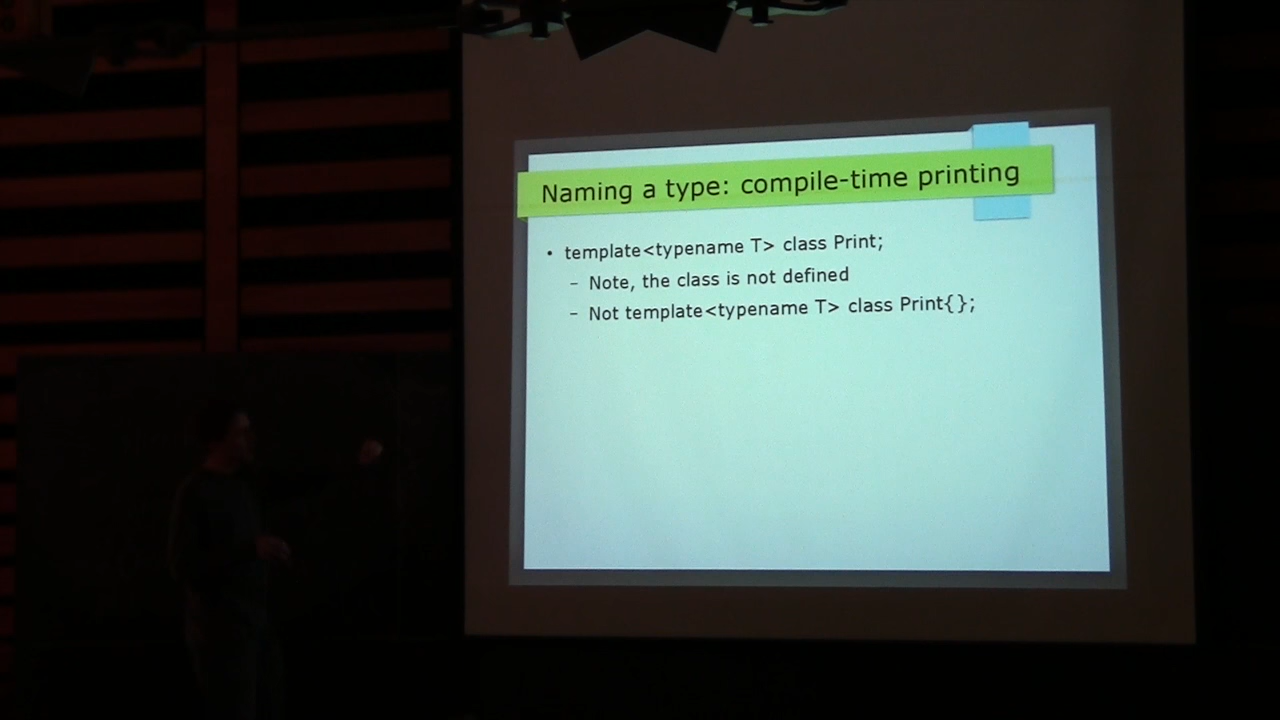 Naming a type: compile-time printing
• template<typename T> class Print;
– Note, the class is not defined
– Not template<typename T> class Print{};